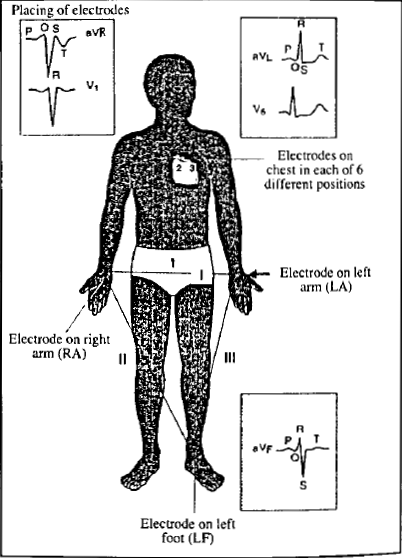 Placing of electrodes
P O S aVR
T
R
V1
R
P T
aVL
O S
V6
Electrodes on
chest in each of 6
different positions
2 3
1
I
Electrode on left
arm (LA)
Electrode on right
arm (RA)
II
III
R
P T
aVF
O
S
Electrode on left
foot (LF)